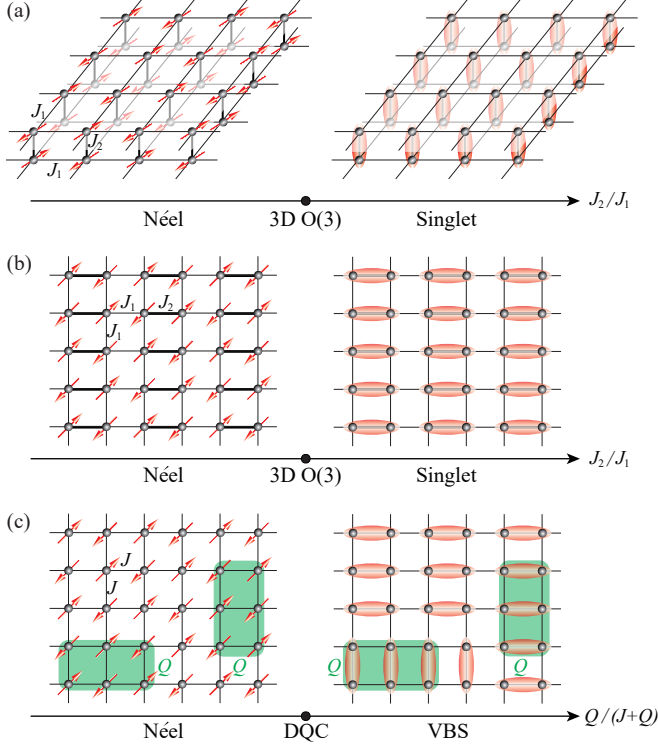 (a)
J₁
J₂
J₁
Néel
3D O(3)
Singlet
J₂/J₁
(b)
J₁
J₂
J₁
Néel
3D O(3)
Singlet
J₂/J₁
(c)
J
J
Q
Q
Q
Q
Néel
DQC
VBS
Q/(J+Q)